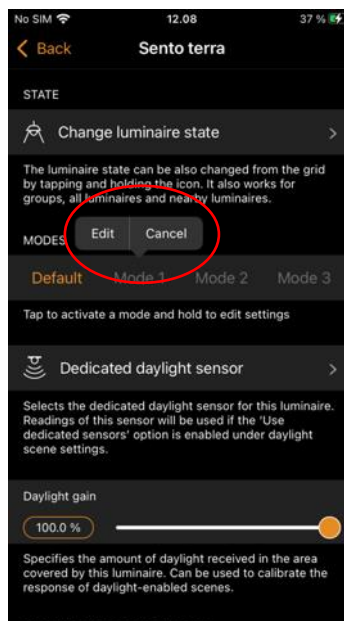 No SIM 12.08 37 %
Back Sento terra
STATE
Change luminaire state
The luminaire state can be also changed from the grid
by tapping and holding the icon. It also works for
groups, all luminaires and nearby luminaires.
Edit Cancel
MODES
Default Mode 1 Mode 2 Mode 3
Tap to activate a mode and hold to edit settings
Dedicated daylight sensor
Selects the dedicated daylight sensor for this luminaire.
Readings of this sensor will be used if the 'Use
dedicated sensors' option is enabled under daylight
scene settings.
Daylight gain
100.0 %
Specifies the amount of daylight received in the area
covered by this luminaire. Can be used to calibrate the
response of daylight-enabled scenes.